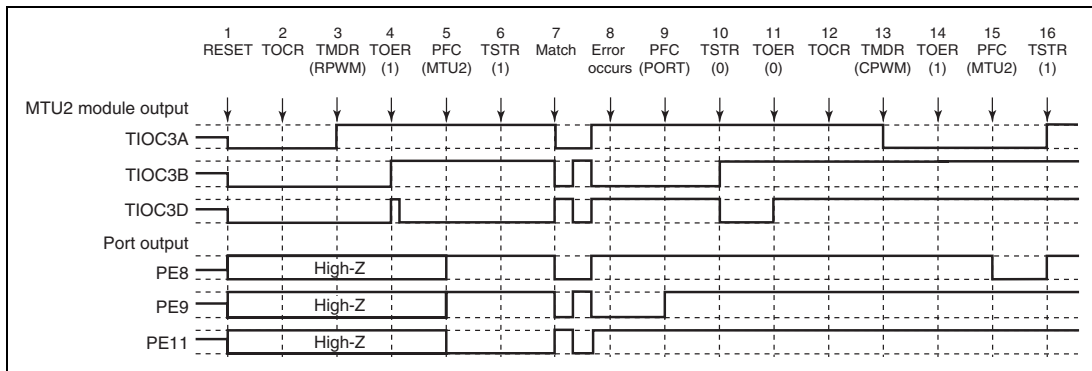 1 2 3 4 5 6 7 8 9 10 11 12 13 14 15 16
RESET TOCR TMDR TOER PFC TSTR Match Error PFC TSTR TOER TOCR TMDR TOER PFC TSTR
(RPWM) (1) (MTU2) (1) occurs (PORT) (0) (0) (CPWM) (1) (MTU2) (1)
MTU2 module output
TIOC3A
TIOC3B
TIOC3D
Port output
PE8 High-Z
PE9 High-Z
PE11 High-Z